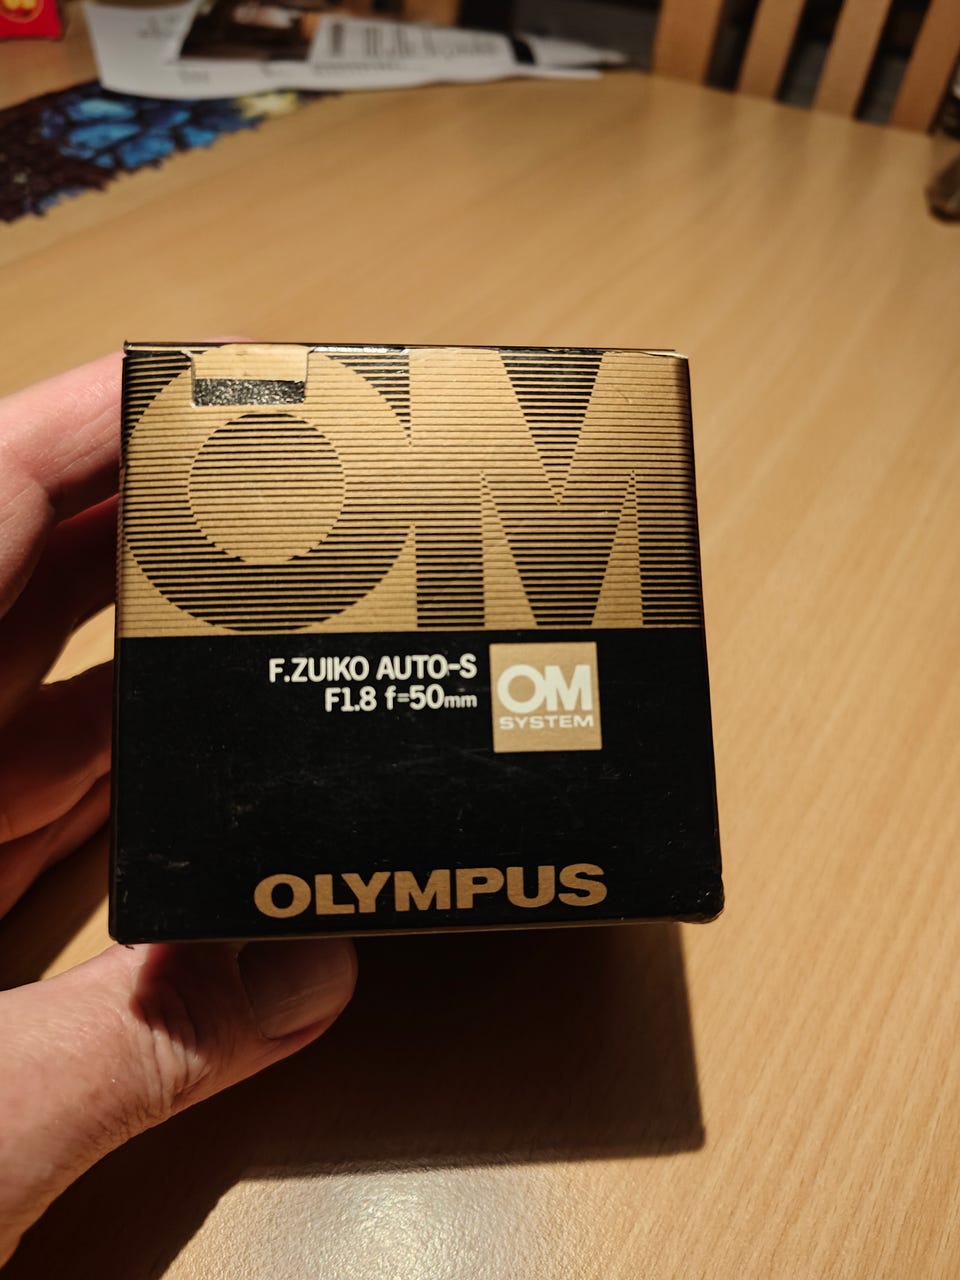 OM
F.ZUIKO AUTO-S
F1.8 f=50mm
OM
SYSTEM
OLYMPUS